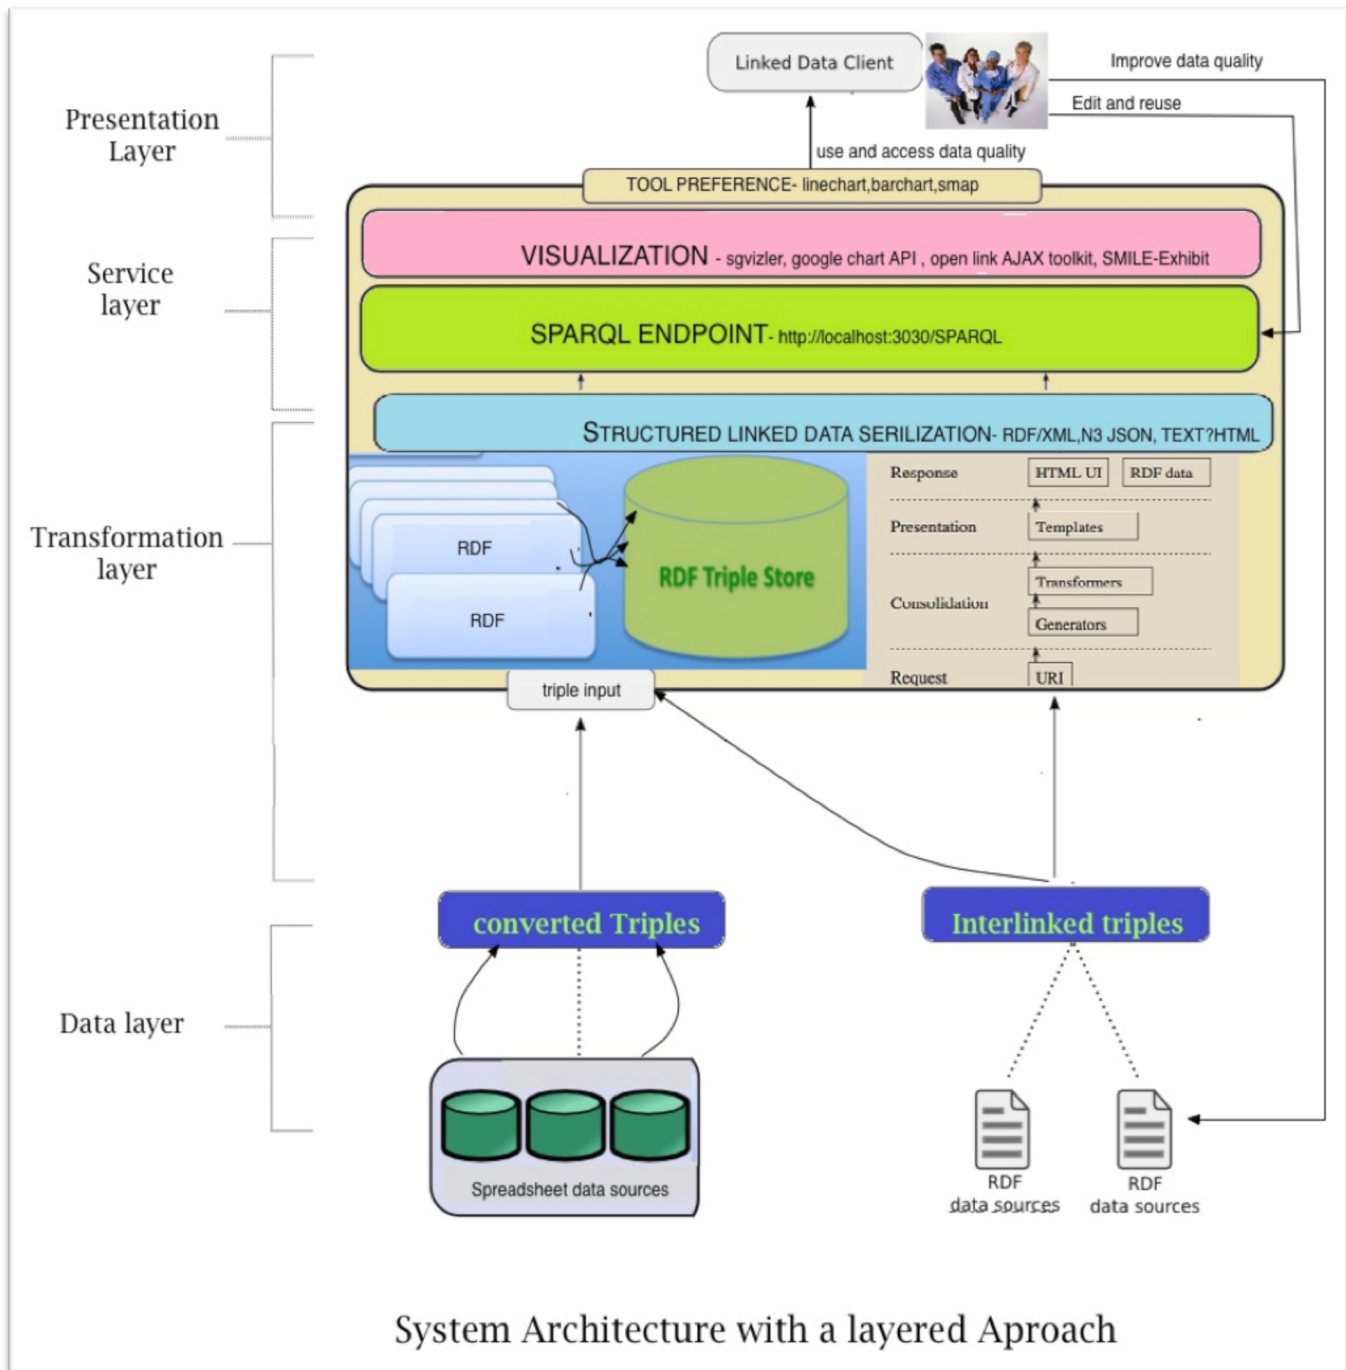 Linked Data Client
Improve data quality
Edit and reuse
Presentation
Layer
use and access data quality
TOOL PREFERENCE- linechart,barchart,smap
VISUALIZATION - sgvizler, google chart API , open link AJAX toolkit, SMILE-Exhibit
Service
layer
SPARQL ENDPOINT- http://localhost:3030/SPARQL
STRUCTURED LINKED DATA SERILIZATION- RDF/XML,N3 JSON, TEXT?HTML
Transformation
layer
RDF
RDF
RDF Triple Store
Response
HTML UI
RDF data
Presentation
Templates
Consolidation
Transformers
Generators
Request
URI
triple input
converted Triples
Interlinked triples
Data layer
Spreadsheet data sources
RDF
data sources
RDF
data sources
System Architecture with a layered Aproach